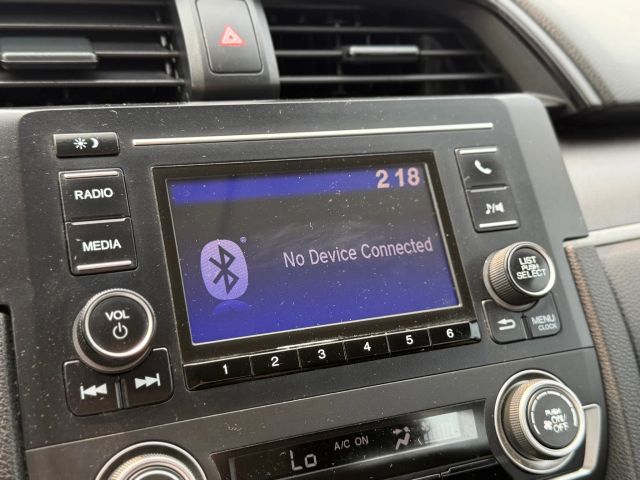 RADIO
MEDIA
VOL
2 18
®
No Device Connected
LIST
PUSH
SELECT
MENU
CLOCK
1 2 3 4 5 6
PUSH
ON/
OFF
A/C ON
Lo